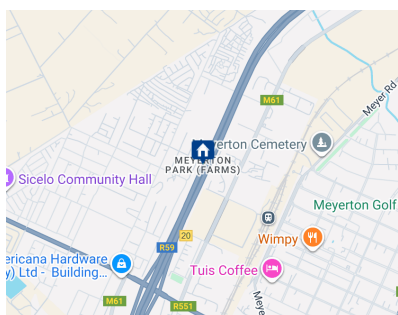 M61
Meyer Rd
yerton Cemetery
MEYERTON
PARK (FARMS)
Sicelo Community Hall
Meyerton Golf
20
Wimpy
R59
ericana Hardware
y) Ltd - Building...
Tuis Coffee
M61
R551
Meye